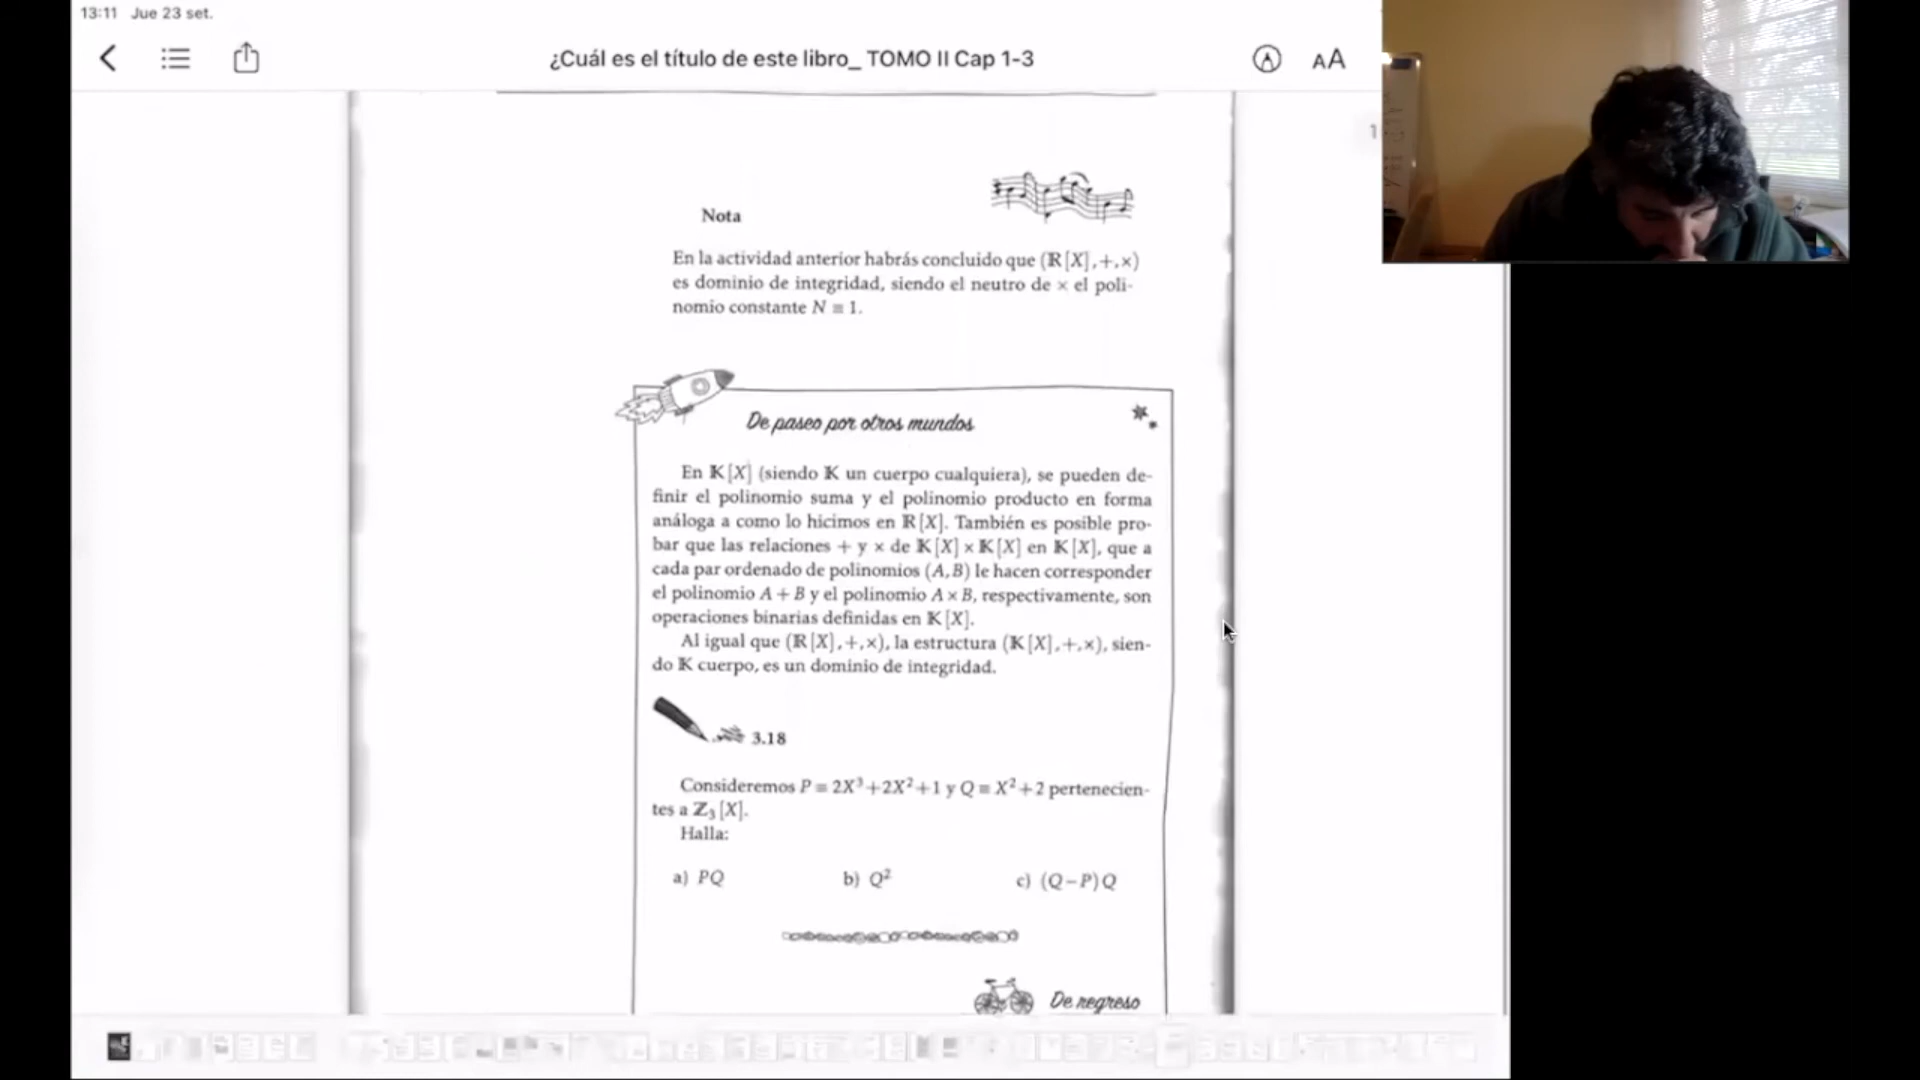 13:11 Jue 23 set.
¿Cuál es el título de este libro_ TOMO II Cap 1-3
AA
1
Nota
En la actividad anterior habrás concluido que (ℝ[X],+,×)
es dominio de integridad, siendo el neutro de × el poli-
nomio constante N ≡ 1.
De paseo por otros mundos
En 𝕂[X] (siendo 𝕂 un cuerpo cualquiera), se pueden de-
finir el polinomio suma y el polinomio producto en forma
análoga a como lo hicimos en ℝ[X]. También es posible pro-
bar que las relaciones + y × de 𝕂[X]×𝕂[X] en 𝕂[X], que a
cada par ordenado de polinomios (A,B) le hacen corresponder
el polinomio A + B y el polinomio A × B, respectivamente, son
operaciones binarias definidas en 𝕂[X].
Al igual que (ℝ[X],+,×), la estructura (𝕂[X],+,×), sien-
do 𝕂 cuerpo, es un dominio de integridad.
3.18
Consideremos P ≡ 2X³+2X²+1 y Q ≡ X²+2 pertenecien-
tes a ℤ₃[X].
Halla:
a) PQ b) Q² c) (Q−P)Q
De regreso